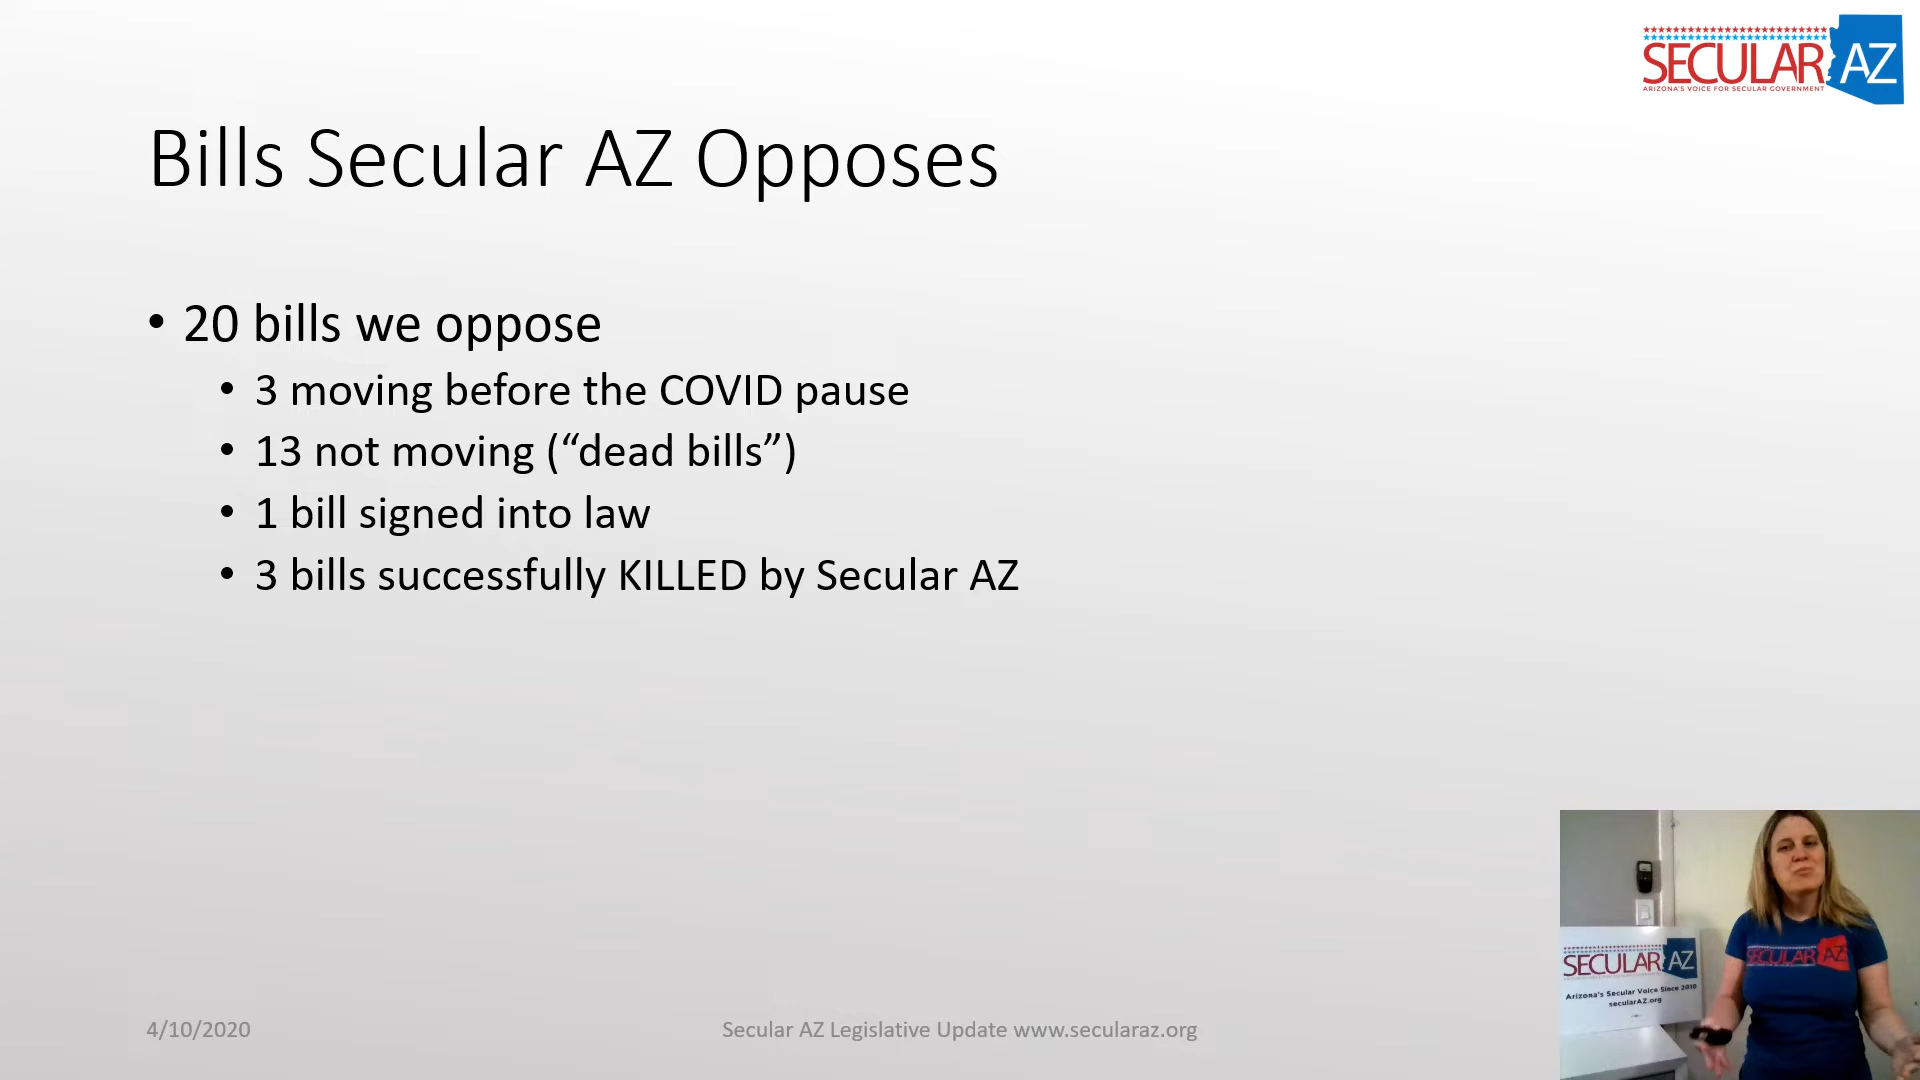 SECULAR AZ
ARIZONA'S VOICE FOR SECULAR GOVERNMENT
Bills Secular AZ Opposes
• 20 bills we oppose
• 3 moving before the COVID pause
• 13 not moving (“dead bills”)
• 1 bill signed into law
• 3 bills successfully KILLED by Secular AZ
SECULAR AZ
SECULAR AZ
Arizona's Secular Voice Since 2010
secularAZ.org
4/10/2020
Secular AZ Legislative Update www.secularaz.org